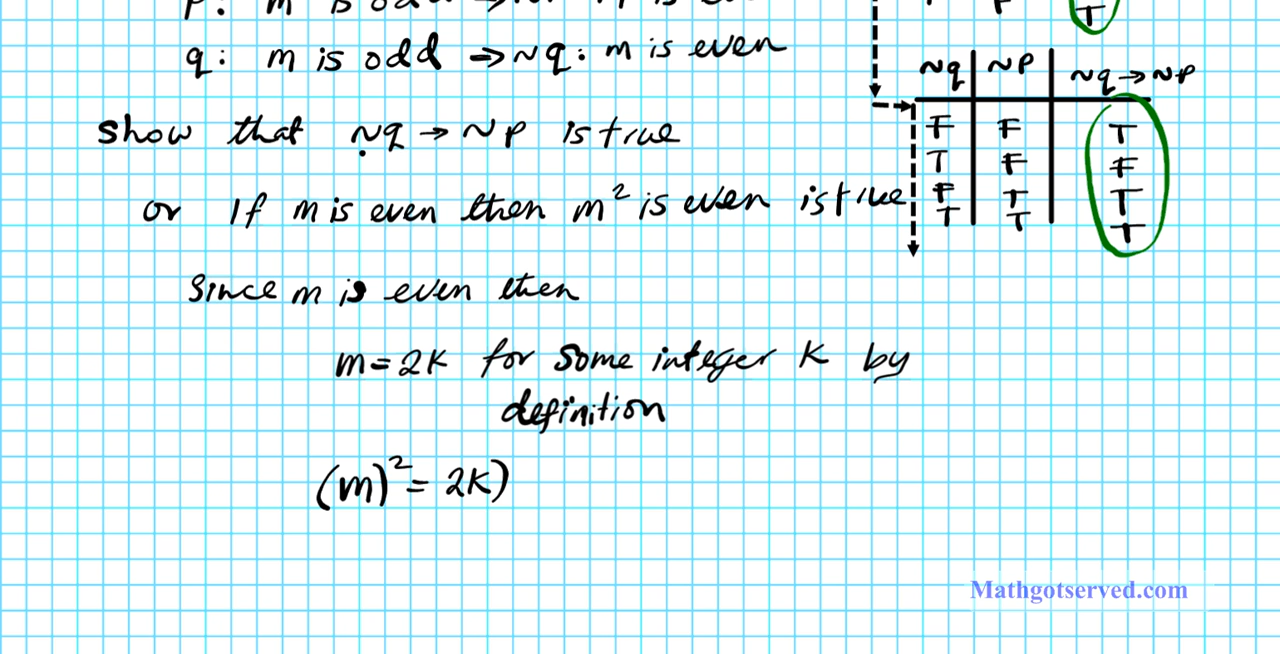 q: m is odd → ~q: m is even
show that ~q → ~p is true
or If m is even then m² is even is true
Since m is even then
m = 2K for some integer K by
definition
(m)² = 2K)
T
~q ~p ~q → ~p
F F T
T F F
F T T
T T T
Mathgotserved.com